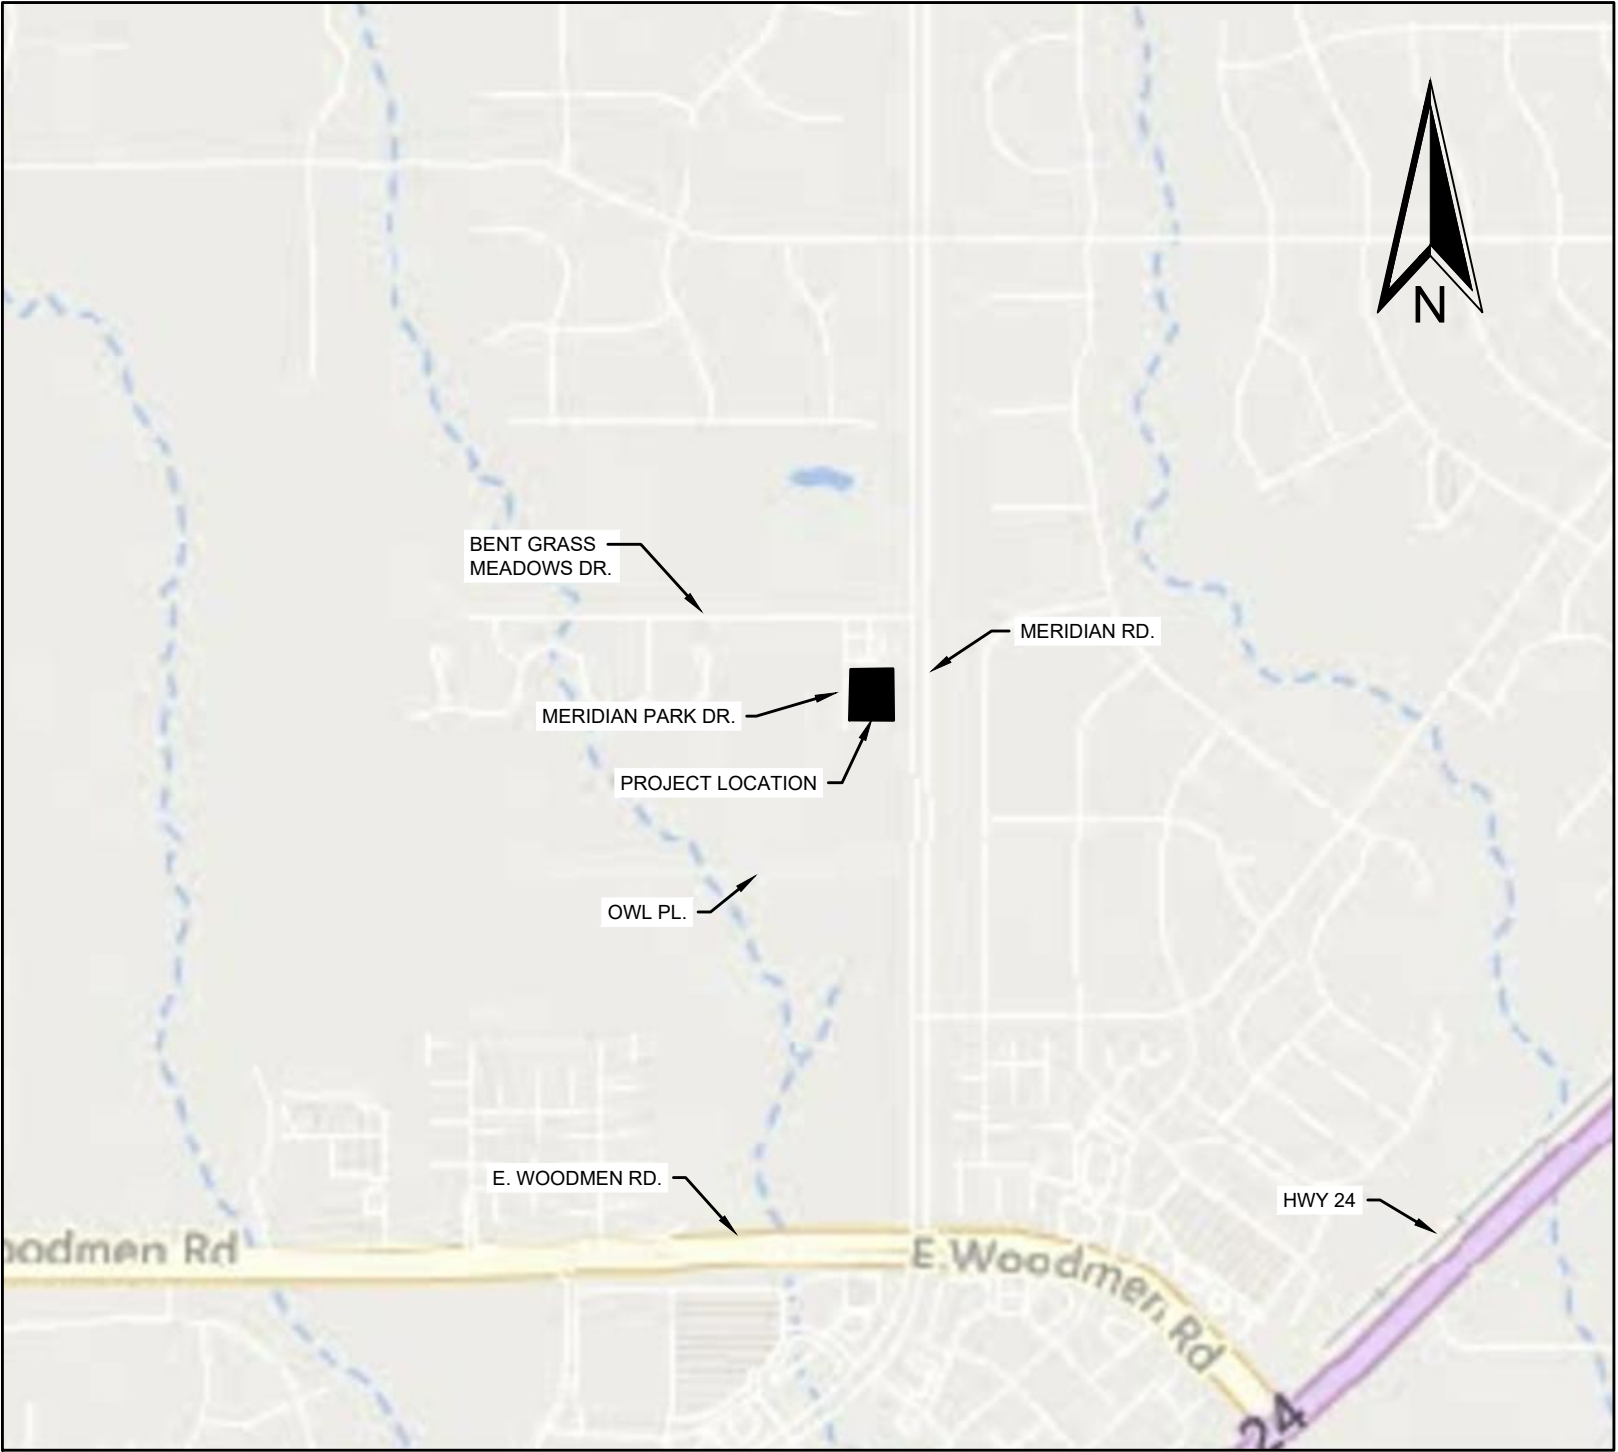 N
BENT GRASS
MEADOWS DR.
MERIDIAN RD.
MERIDIAN PARK DR.
PROJECT LOCATION
OWL PL.
E. WOODMEN RD.
HWY 24
oodmen Rd
E Woodmen Rd
24